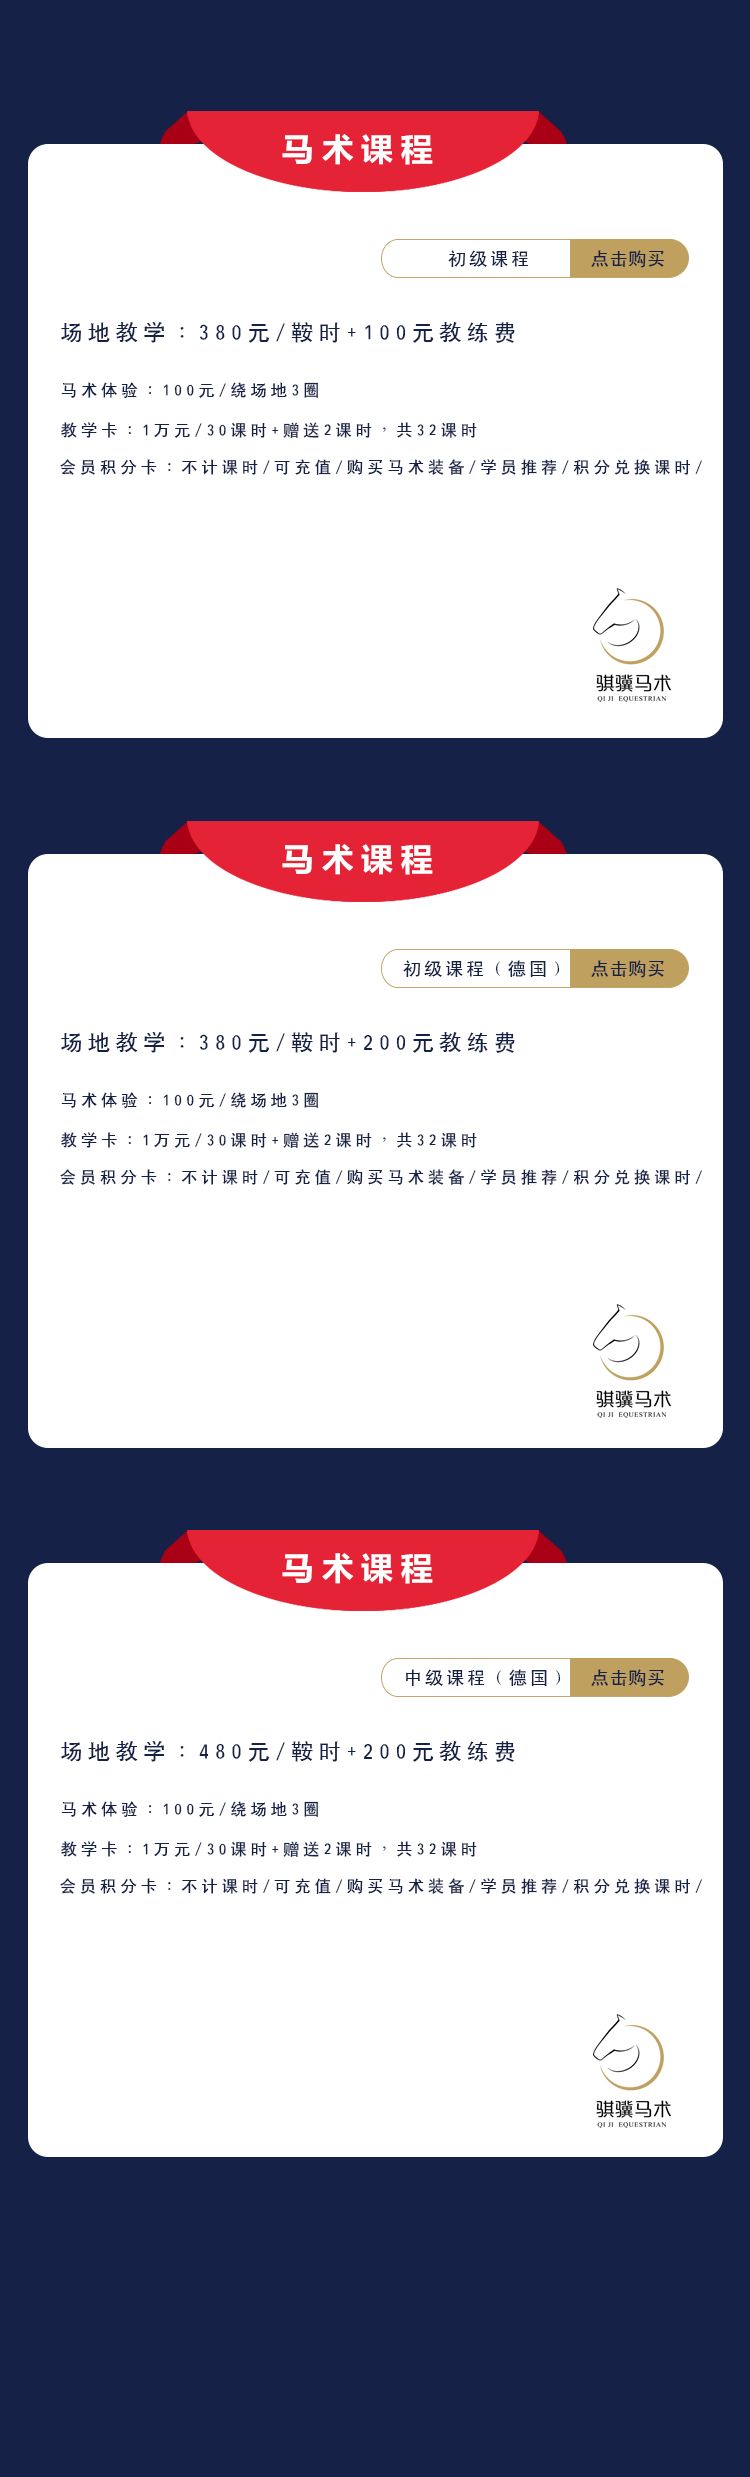 马术课程
初级课程 点击购买
场地教学：380元/鞍时+100元教练费
马术体验：100元/绕场地3圈
教学卡：1万元/30课时+赠送2课时，共32课时
会员积分卡：不计课时/可充值/购买马术装备/学员推荐/积分兑换课时/
骐骥马术
QI JI EQUESTRIAN
马术课程
初级课程（德国） 点击购买
场地教学：380元/鞍时+200元教练费
马术体验：100元/绕场地3圈
教学卡：1万元/30课时+赠送2课时，共32课时
会员积分卡：不计课时/可充值/购买马术装备/学员推荐/积分兑换课时/
骐骥马术
QI JI EQUESTRIAN
马术课程
中级课程（德国） 点击购买
场地教学：480元/鞍时+200元教练费
马术体验：100元/绕场地3圈
教学卡：1万元/30课时+赠送2课时，共32课时
会员积分卡：不计课时/可充值/购买马术装备/学员推荐/积分兑换课时/
骐骥马术
QI JI EQUESTRIAN